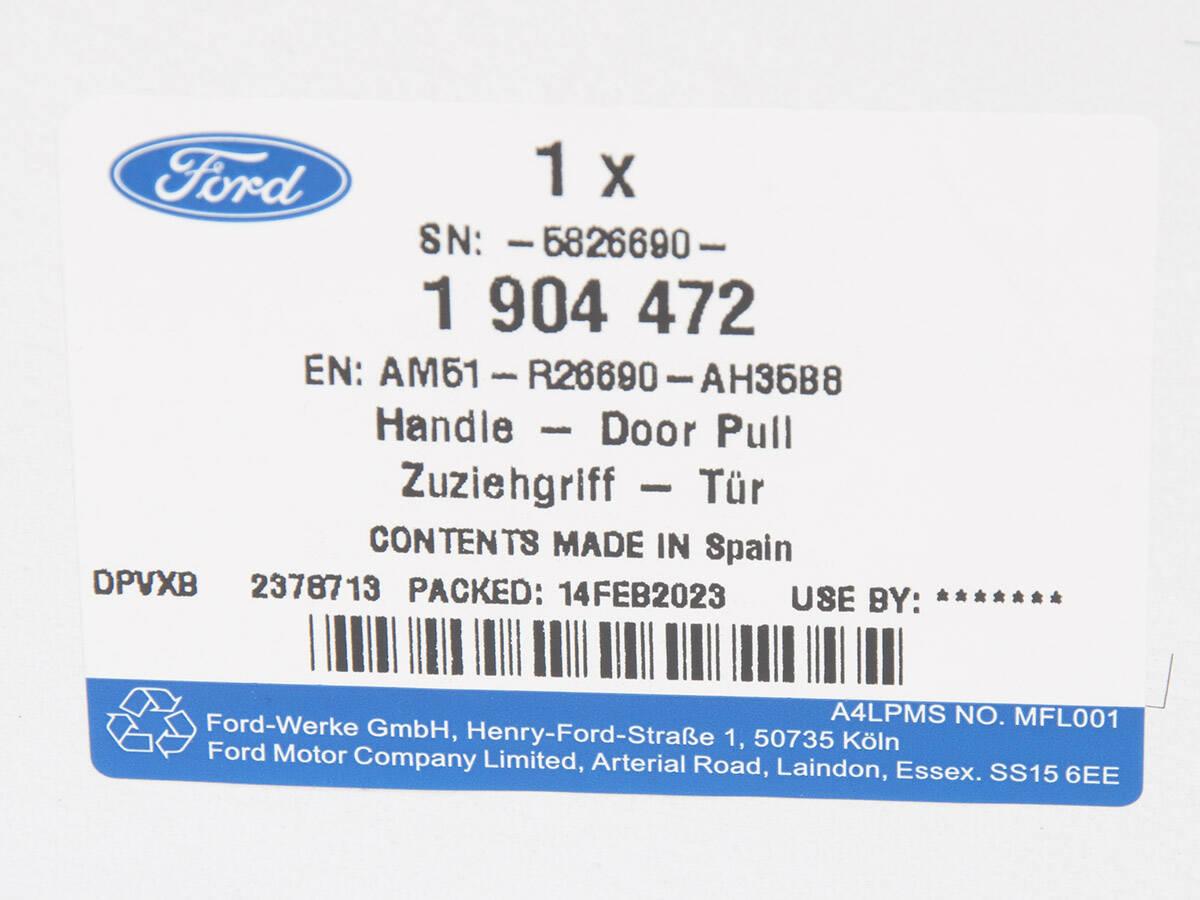 Ford
1 x
SN: -5826690-
1 904 472
EN: AM51-R26690-AH35B8
Handle - Door Pull
Zuziehgriff - Tür
CONTENTS MADE IN Spain
DPVXB 2378713 PACKED: 14FEB2023 USE BY: *******
A4LPMS NO. MFL001
Ford-Werke GmbH, Henry-Ford-Straße 1, 50735 Köln
Ford Motor Company Limited, Arterial Road, Laindon, Essex. SS15 6EE